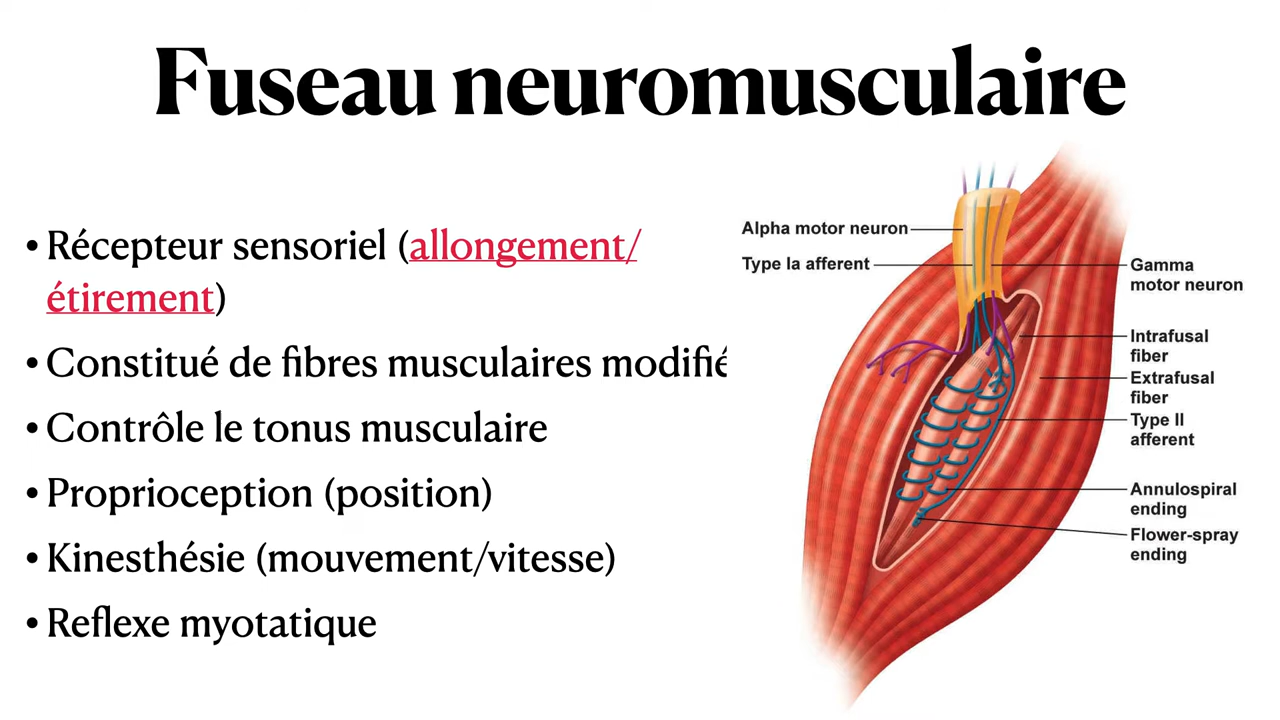 Fuseau neuromusculaire
• Récepteur sensoriel (allongement/
étirement)
• Constitué de fibres musculaires modifié
• Contrôle le tonus musculaire
• Proprioception (position)
• Kinesthésie (mouvement/vitesse)
• Reflexe myotatique
Alpha motor neuron
Type Ia afferent
Gamma
motor neuron
Intrafusal
fiber
Extrafusal
fiber
Type II
afferent
Annulospiral
ending
Flower-spray
ending